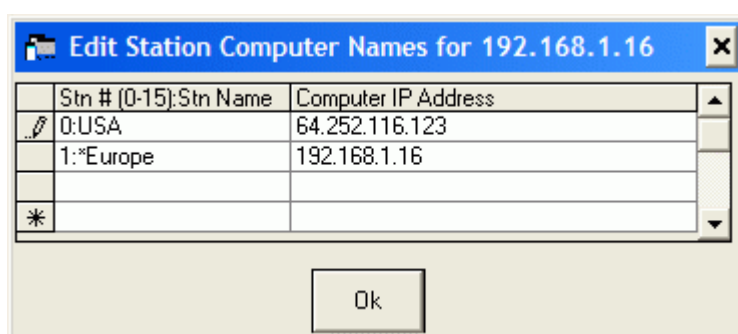 Edit Station Computer Names for 192.168.1.16
Stn # (0-15):Stn Name Computer IP Address
0:USA 64.252.116.123
1:*Europe 192.168.1.16
Ok